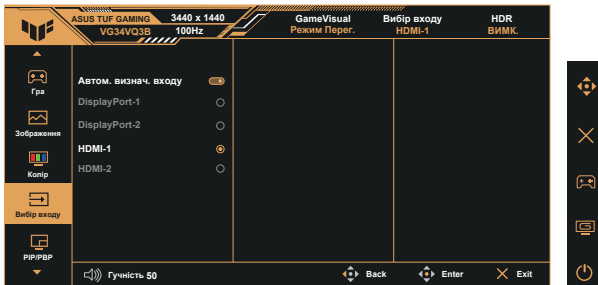 ASUS TUF GAMING 3440 x 1440
VG34VQ3B 100Hz
GameVisual Вибір входу HDR
Режим Перег. HDMI-1 ВИМК.
Гра
Зображення
Колір
Вибір входу
PIP/PBP
Автом. визнач. входу
DisplayPort-1
DisplayPort-2
HDMI-1
HDMI-2
Гучність 50 Back Enter Exit